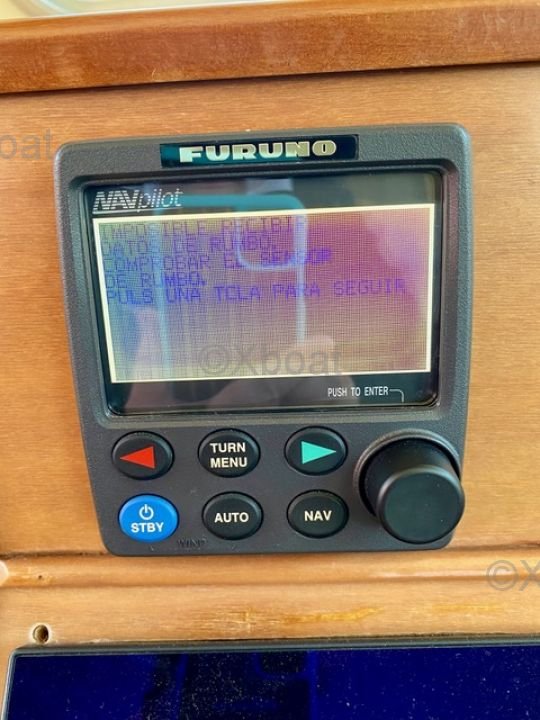 FURUNO
NAVpilot
IMPOSIBLE RECIBIR
DATOS DE RUMBO.
COMPROBAR EL SENSOR
DE RUMBO.
PULS UNA TCLA PARA SEGUIR
©Xboat
PUSH TO ENTER
TURN
MENU
STBY
AUTO
NAV
WIND